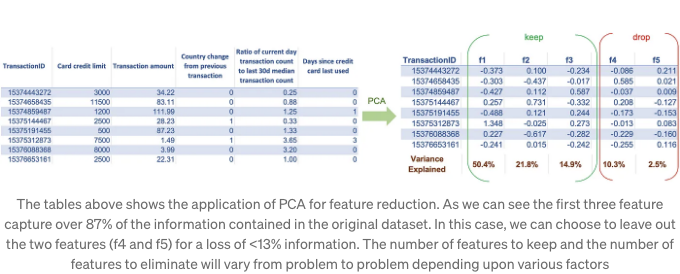 keep drop
Ratio of current day
Country change transaction count
from previous to last 30d median Days since credit
TransactionID Card credit limit Transaction amount transaction transaction count card last used
15374443272 3000 34.22 0 0.25 0
15374658435 11500 83.11 0 0.88 0
15374859487 1200 111.99 0 1.25 1
15375144467 2500 28.23 1 0.33 0
15375191455 500 87.23 0 1.33 0
15375312873 7500 1.49 1 3.65 3
15376088368 8000 3.99 0 3.20 0
15376653161 2500 22.31 0 1.00 0
PCA
TransactionID f1 f2 f3 f4 f5
15374443272 -0.373 0.100 -0.234 -0.086 0.211
15374658435 -0.303 -0.437 -0.017 0.585 0.021
15374859487 -0.427 0.112 0.587 -0.037 0.009
15375144467 0.257 0.731 -0.332 0.208 -0.127
15375191455 -0.488 0.121 0.244 -0.173 -0.153
15375312873 1.348 -0.025 0.273 -0.013 0.083
15376088368 0.227 -0.617 -0.282 -0.229 -0.160
15376653161 -0.241 0.015 -0.242 -0.255 0.116
Variance
Explained 50.4% 21.8% 14.9% 10.3% 2.5%
The tables above shows the application of PCA for feature reduction. As we can see the first three feature
capture over 87% of the information contained in the original dataset. In this case, we can choose to leave out
the two features (f4 and f5) for a loss of <13% information. The number of features to keep and the number of
features to eliminate will vary from problem to problem depending upon various factors